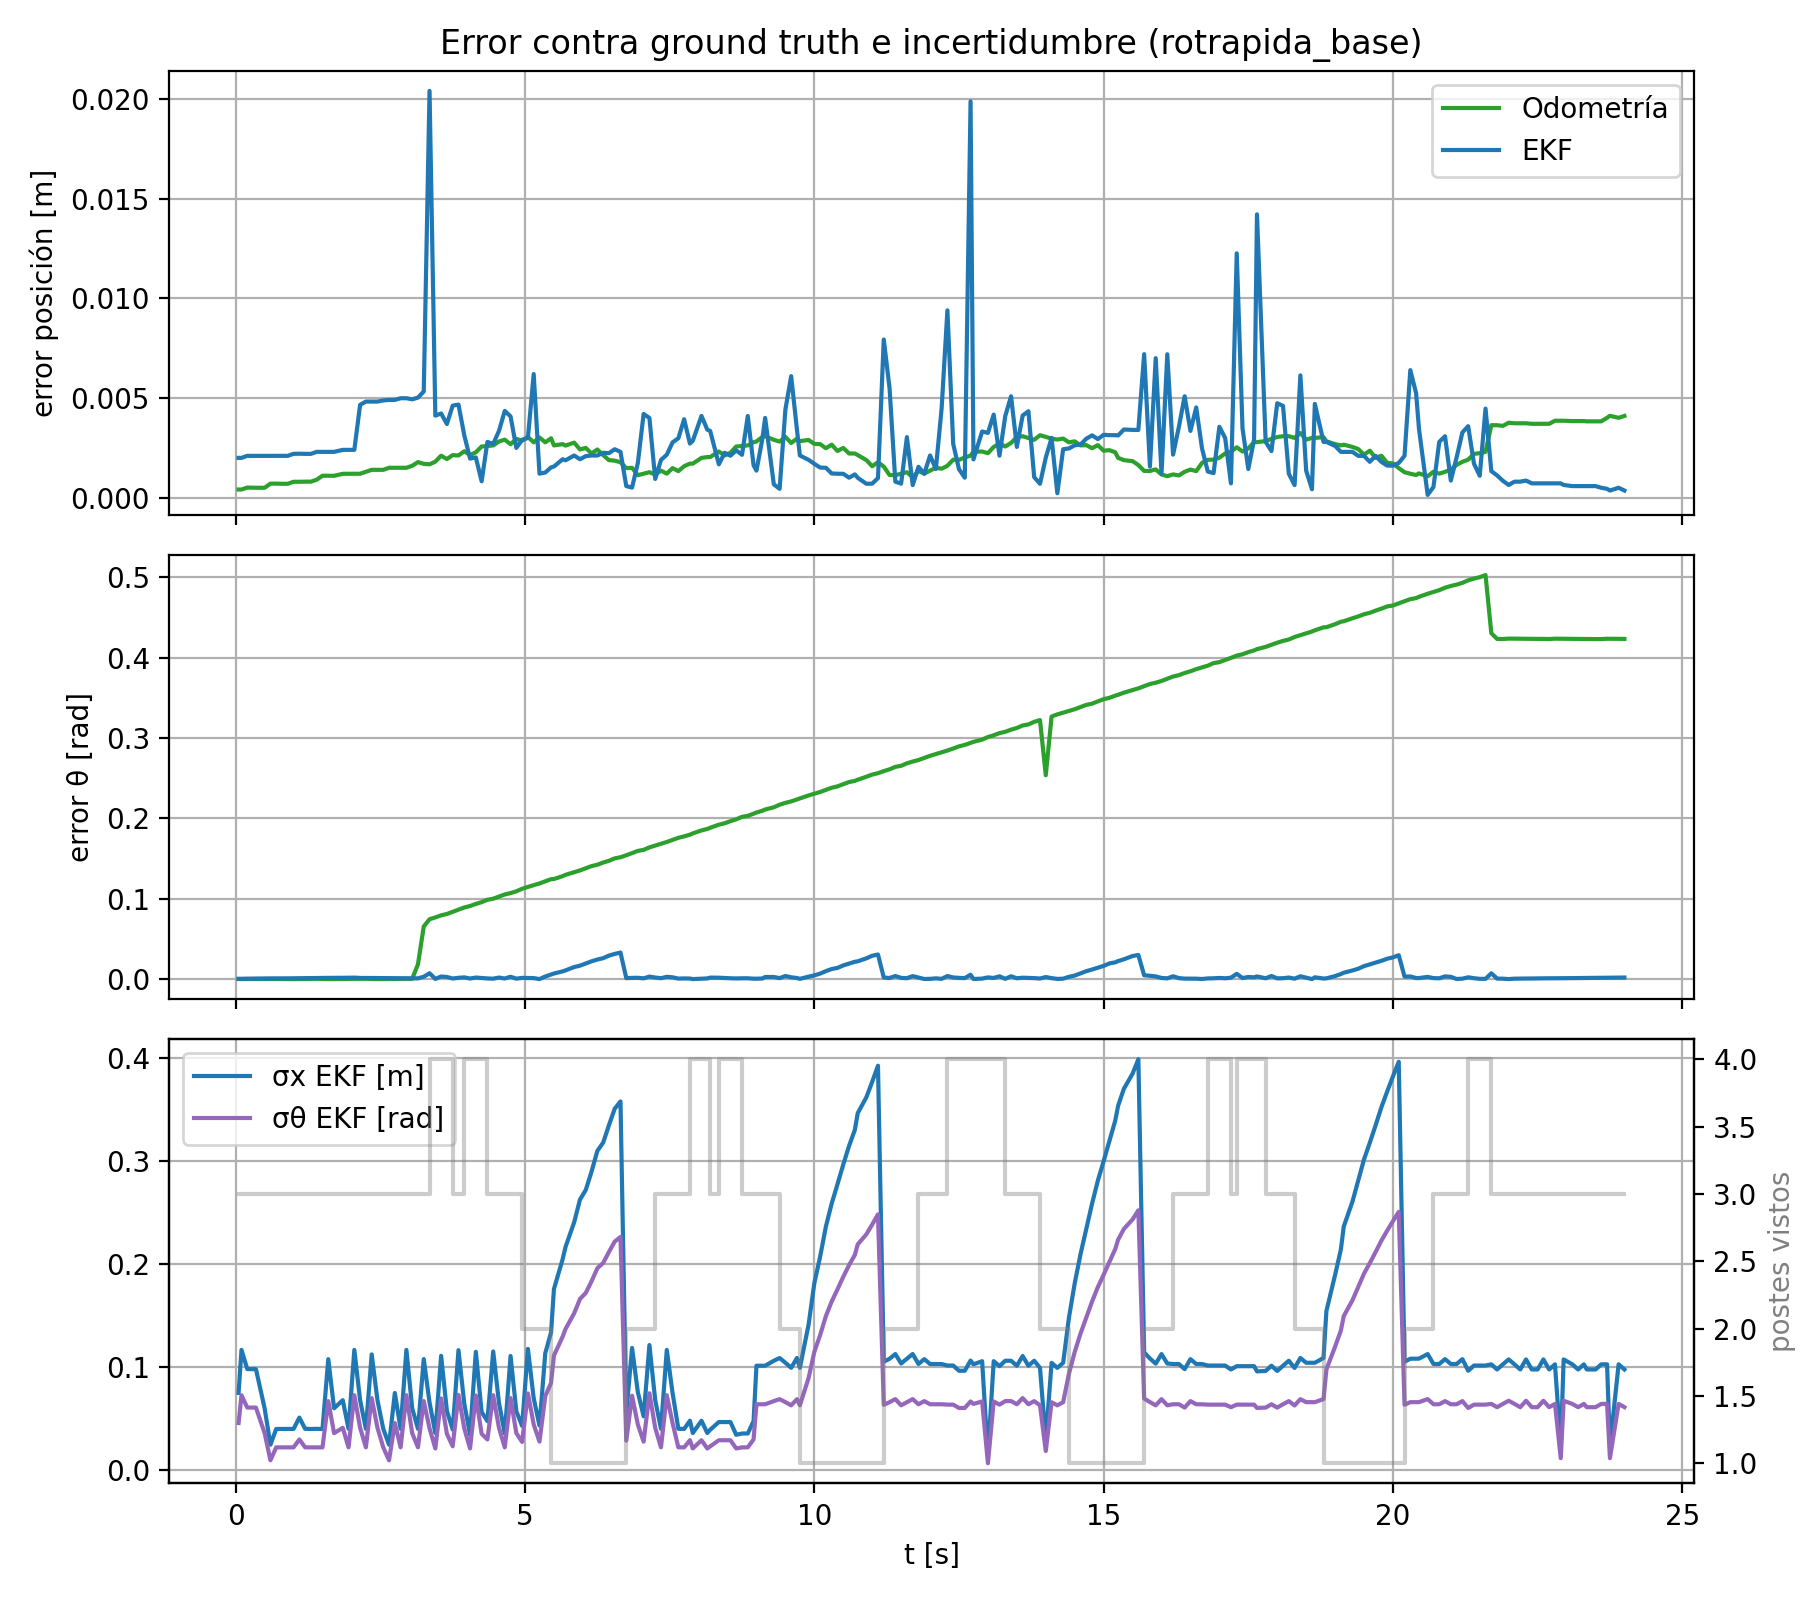 Error contra ground truth e incertidumbre (rotrapida_base)
error posición [m]
0.020
0.015
0.010
0.005
0.000
Odometría
EKF
error θ [rad]
0.5
0.4
0.3
0.2
0.1
0.0
0.4
0.3
0.2
0.1
0.0
σx EKF [m]
σθ EKF [rad]
4.0
3.5
3.0
2.5
2.0
1.5
1.0
postes vistos
0 5 10 15 20 25
t [s]